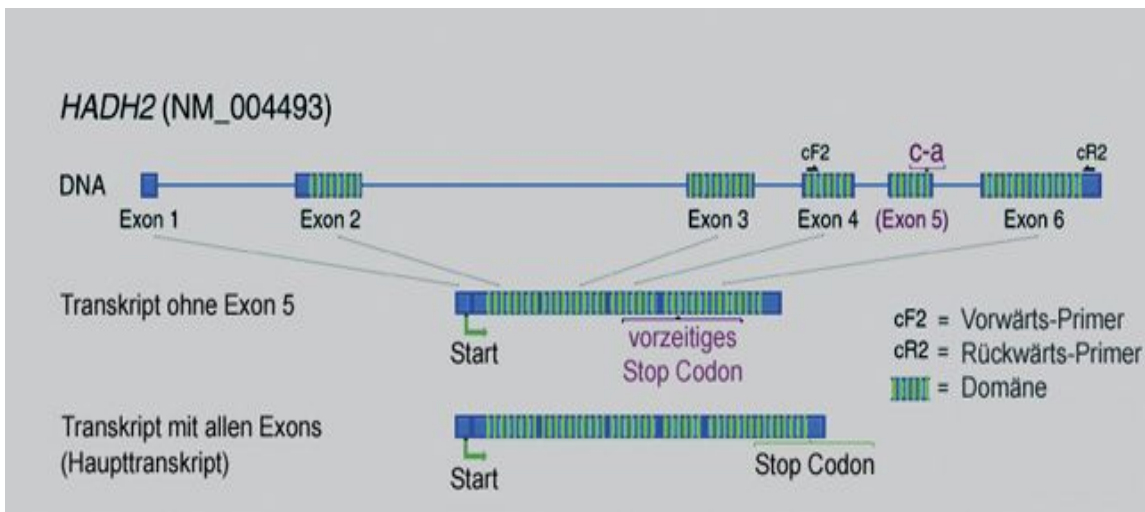 HADH2 (NM_004493)
cF2
c-a
cR2
DNA
Exon 1
Exon 2
Exon 3
Exon 4
(Exon 5)
Exon 6
Transkript ohne Exon 5
Start
vorzeitiges
Stop Codon
cF2 = Vorwärts-Primer
cR2 = Rückwärts-Primer
= Domäne
Transkript mit allen Exons
(Haupttranskript)
Start
Stop Codon